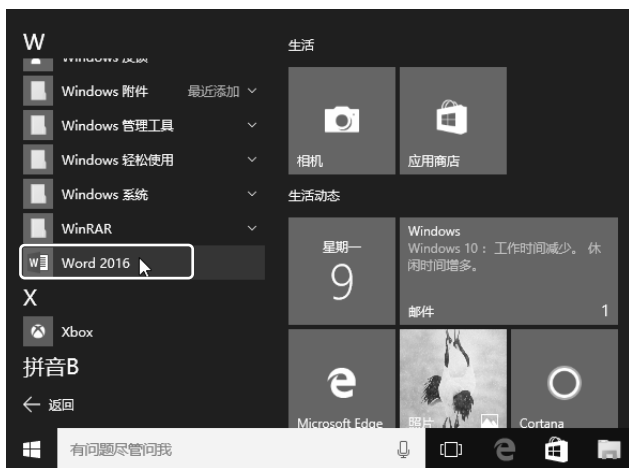 W
Windows 反馈
Windows 附件 最近添加
Windows 管理工具
Windows 轻松使用
Windows 系统
WinRAR
Word 2016
X
Xbox
拼音B
返回
生活
相机
应用商店
生活动态
星期一
9
Windows
Windows 10： 工作时间减少。 休
闲时间增多。
邮件 1
Microsoft Edge
照片
Cortana
有问题尽管问我